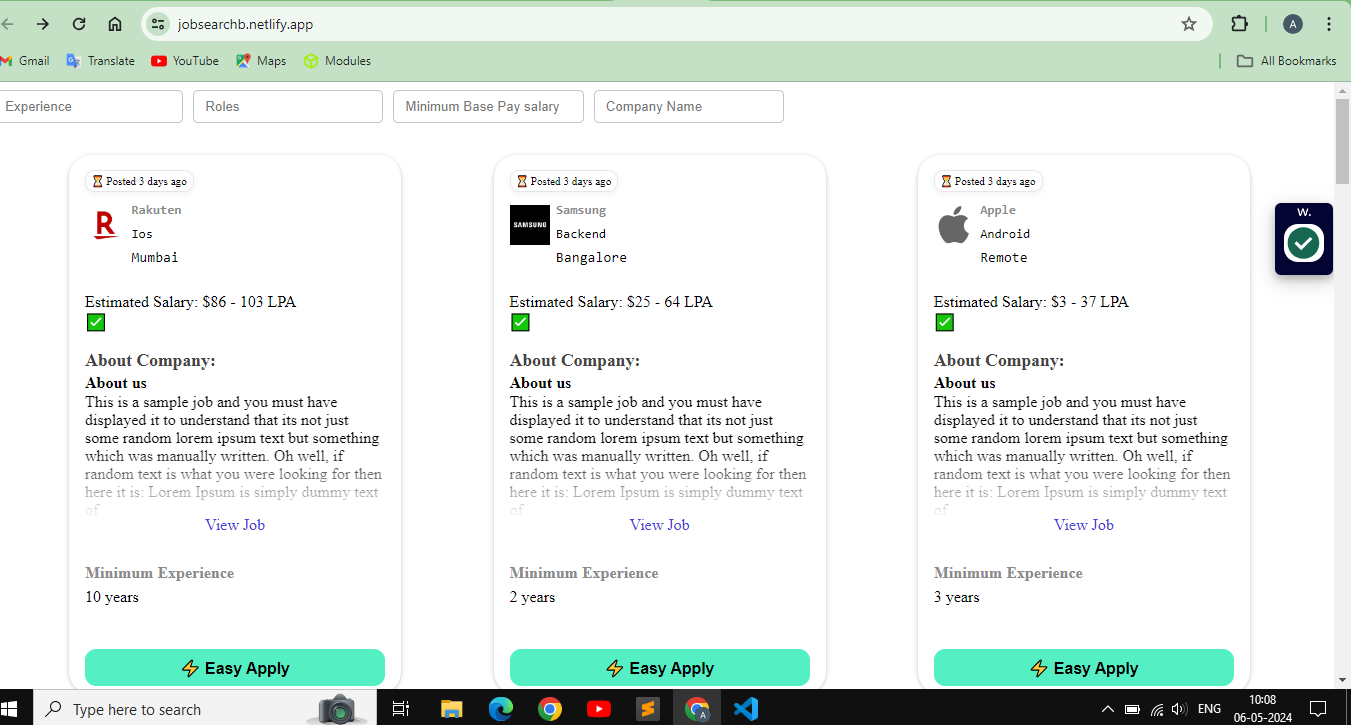 jobsearchb.netlify.app
A
Gmail Translate YouTube Maps Modules All Bookmarks
Experience Roles Minimum Base Pay salary Company Name
Posted 3 days ago
Rakuten
R
Ios
Mumbai
Estimated Salary: $86 - 103 LPA
About Company:
About us
This is a sample job and you must have
displayed it to understand that its not just
some random lorem ipsum text but something
which was manually written. Oh well, if
random text is what you were looking for then
here it is: Lorem Ipsum is simply dummy text
of
View Job
Minimum Experience
10 years
Easy Apply
Posted 3 days ago
Samsung
SAMSUNG
Backend
Bangalore
Estimated Salary: $25 - 64 LPA
About Company:
About us
This is a sample job and you must have
displayed it to understand that its not just
some random lorem ipsum text but something
which was manually written. Oh well, if
random text is what you were looking for then
here it is: Lorem Ipsum is simply dummy text
of
View Job
Minimum Experience
2 years
Easy Apply
Posted 3 days ago
Apple
Android
Remote
Estimated Salary: $3 - 37 LPA
About Company:
About us
This is a sample job and you must have
displayed it to understand that its not just
some random lorem ipsum text but something
which was manually written. Oh well, if
random text is what you were looking for then
here it is: Lorem Ipsum is simply dummy text
of
View Job
Minimum Experience
3 years
Easy Apply
W.
Type here to search
A
ENG
10:08
06-05-2024